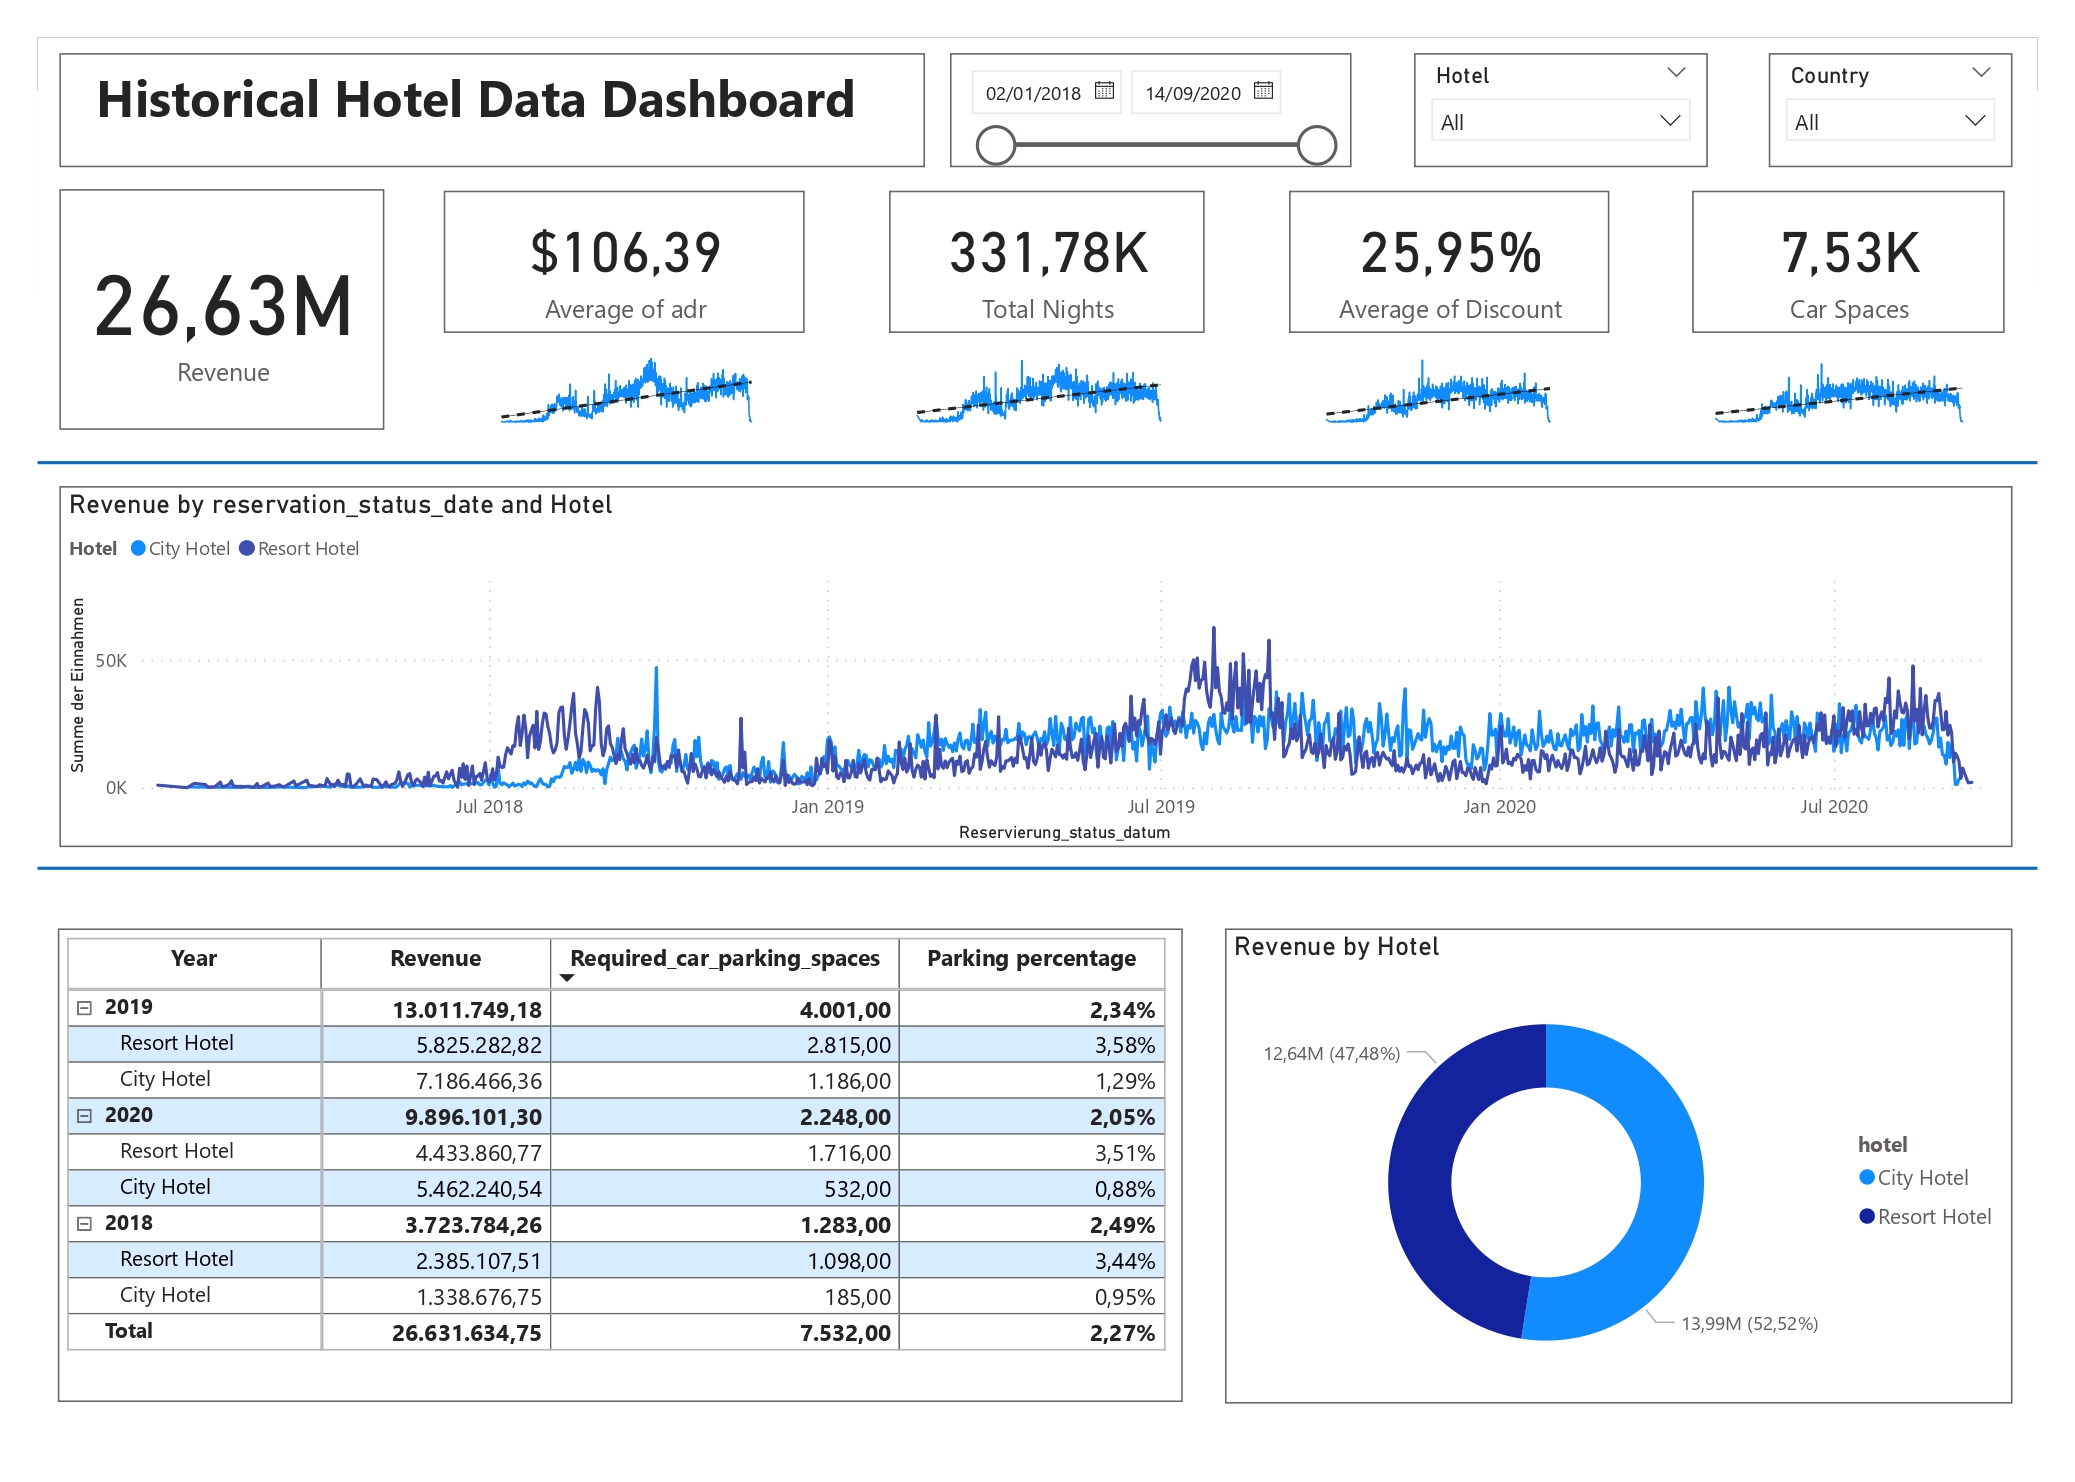 Historical Hotel Data Dashboard
02/01/2018
14/09/2020
Hotel
All
Country
All
26,63M
Revenue
$106,39
Average of adr
331,78K
Total Nights
25,95%
Average of Discount
7,53K
Car Spaces
Revenue by reservation_status_date and Hotel
Hotel City Hotel Resort Hotel
Summe der Einnahmen
50K
0K
Jul 2018 Jan 2019 Jul 2019 Jan 2020 Jul 2020
Reservierung_status_datum
Year Revenue Required_car_parking_spaces Parking percentage
2019 13.011.749,18 4.001,00 2,34%
Resort Hotel 5.825.282,82 2.815,00 3,58%
City Hotel 7.186.466,36 1.186,00 1,29%
2020 9.896.101,30 2.248,00 2,05%
Resort Hotel 4.433.860,77 1.716,00 3,51%
City Hotel 5.462.240,54 532,00 0,88%
2018 3.723.784,26 1.283,00 2,49%
Resort Hotel 2.385.107,51 1.098,00 3,44%
City Hotel 1.338.676,75 185,00 0,95%
Total 26.631.634,75 7.532,00 2,27%
Revenue by Hotel
12,64M (47,48%)
13,99M (52,52%)
hotel
City Hotel
Resort Hotel